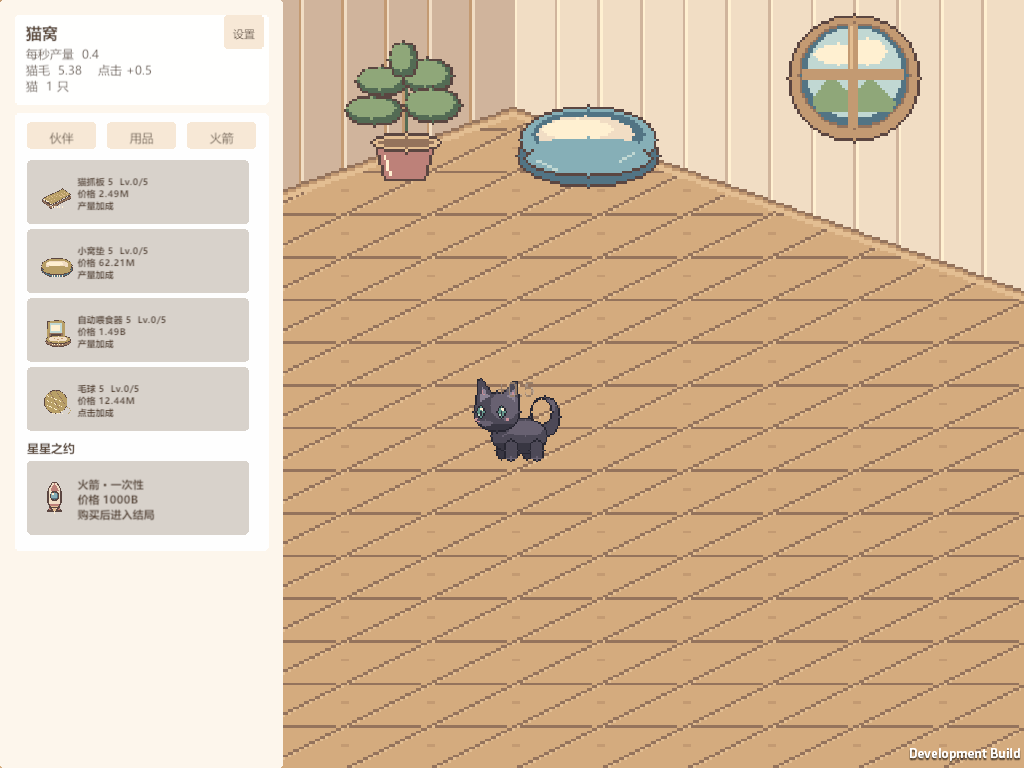 猫窝
设置
每秒产量 0.4
猫毛 5.38 点击 +0.5
猫 1 只
伙伴
用品
火箭
猫抓板 5 Lv.0/5
价格 2.49M
产量加成
小窝垫 5 Lv.0/5
价格 62.21M
产量加成
自动喂食器 5 Lv.0/5
价格 1.49B
产量加成
毛球 5 Lv.0/5
价格 12.44M
点击加成
星星之约
火箭·一次性
价格 1000B
购买后进入结局
Development Build